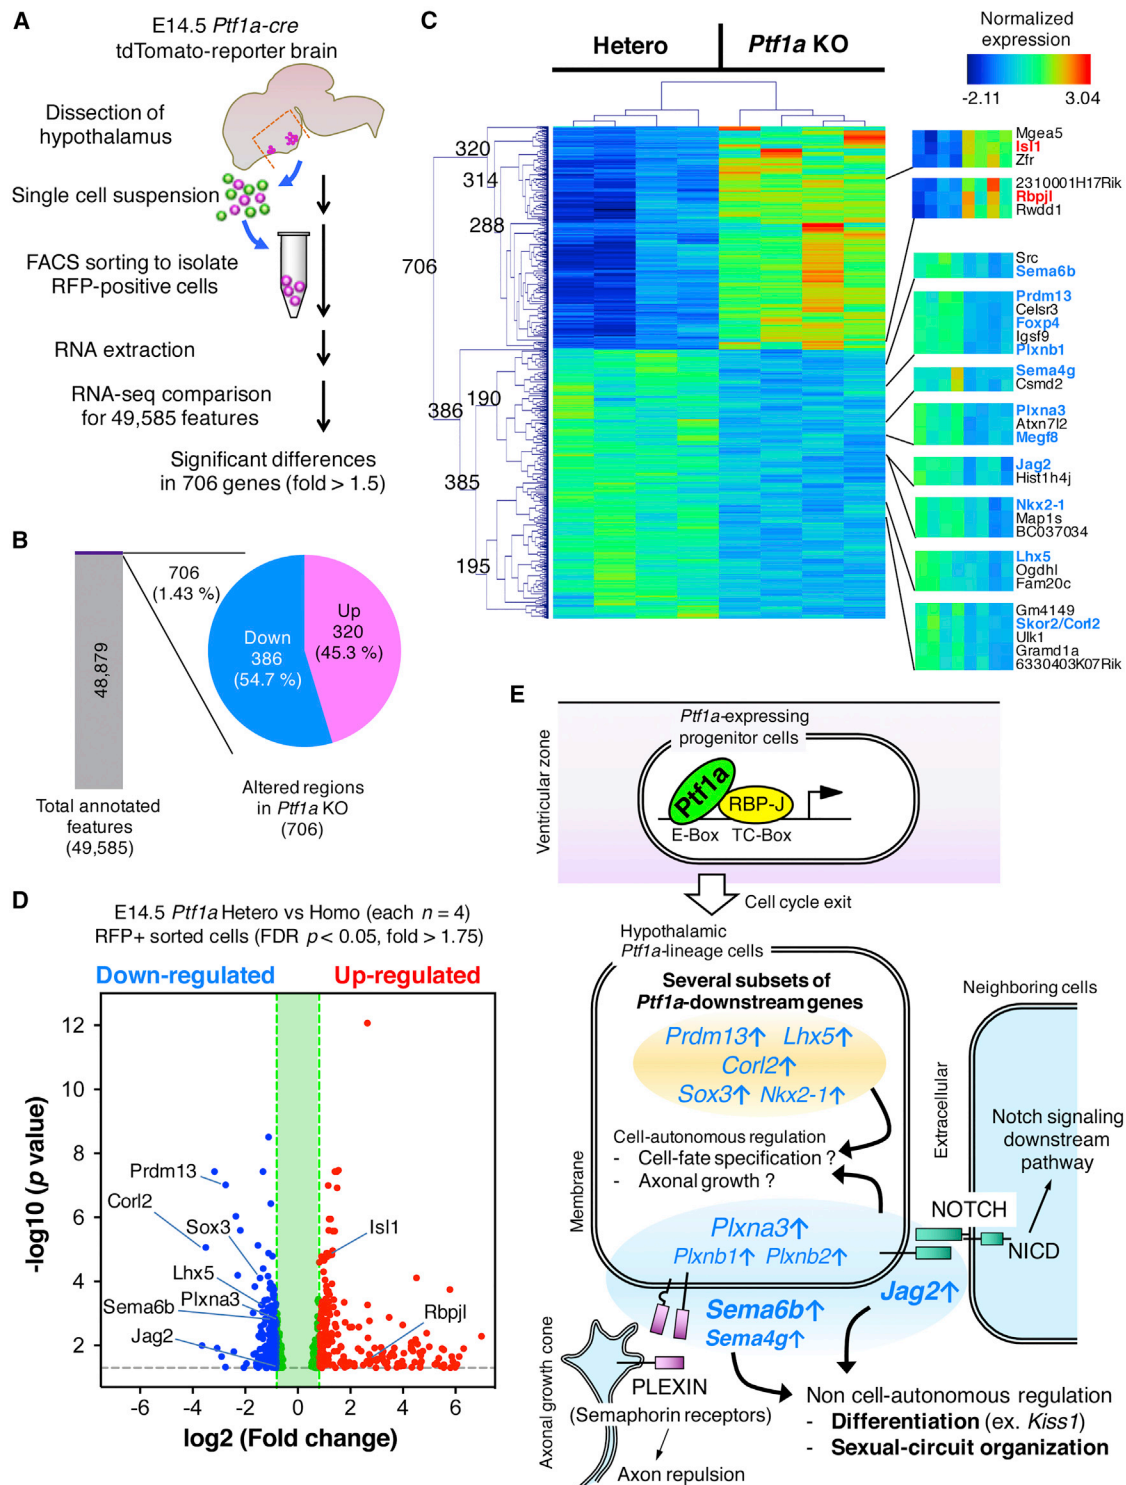 A
E14.5 Ptf1a-cre
tdTomato-reporter brain
Dissection of
hypothalamus
Single cell suspension
FACS sorting to isolate
RFP-positive cells
RNA extraction
RNA-seq comparison
for 49,585 features
Significant differences
in 706 genes (fold > 1.5)
B
706
(1.43 %)
48,879
Down
386
(54.7 %)
Up
320
(45.3 %)
Total annotated
features
(49,585)
Altered regions
in Ptf1a KO
(706)
C
Hetero
Ptf1a KO
Normalized
expression
-2.11
3.04
320
314
288
706
190
386
385
195
Mgea5
Isl1
Zfr
2310001H17Rik
Rbpjl
Rwdd1
Src
Sema6b
Prdm13
Celsr3
Foxp4
Igsf9
Plxnb1
Sema4g
Csmd2
Plxna3
Atxn7l2
Megf8
Jag2
Hist1h4j
Nkx2-1
Map1s
BC037034
Lhx5
Ogdhl
Fam20c
Gm4149
Skor2/Corl2
Ulk1
Gramd1a
6330403K07Rik
D
E14.5 Ptf1a Hetero vs Homo (each n = 4)
RFP+ sorted cells (FDR p < 0.05, fold > 1.75)
Down-regulated
Up-regulated
-log10 (p value)
12
10
8
6
4
2
Prdm13
Corl2
Sox3
Lhx5
Plxna3
Sema6b
Jag2
Isl1
Rbpjl
-6
-4
-2
0
2
4
6
log2 (Fold change)
E
Ventricular zone
Ptf1a-expressing
progenitor cells
Ptf1a
RBP-J
E-Box
TC-Box
Cell cycle exit
Hypothalamic
Ptf1a-lineage cells
Several subsets of
Ptf1a-downstream genes
Prdm13↑ Lhx5↑
Corl2↑
Sox3↑ Nkx2-1↑
Cell-autonomous regulation
- Cell-fate specification ?
- Axonal growth ?
Membrane
Extracellular
Neighboring cells
Notch signaling
downstream
pathway
NOTCH
NICD
Plxna3↑
Plxnb1↑ Plxnb2↑
Jag2↑
Sema6b↑
Sema4g↑
Axonal growth cone
PLEXIN
(Semaphorin receptors)
Axon repulsion
Non cell-autonomous regulation
- Differentiation (ex. Kiss1)
- Sexual-circuit organization